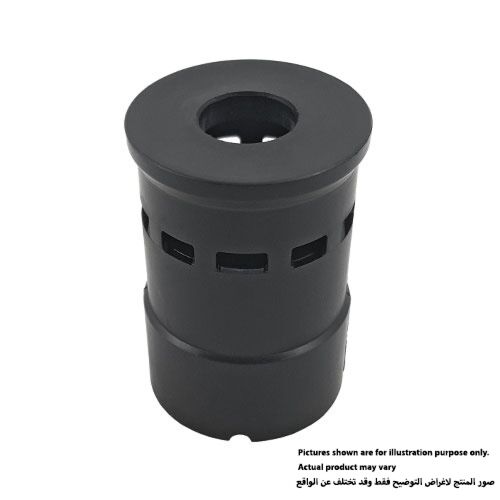 Pictures shown are for illustration purpose only.
Actual product may vary
صور المنتج لاغراض التوضيح فقط وقد تختلف عن الواقع